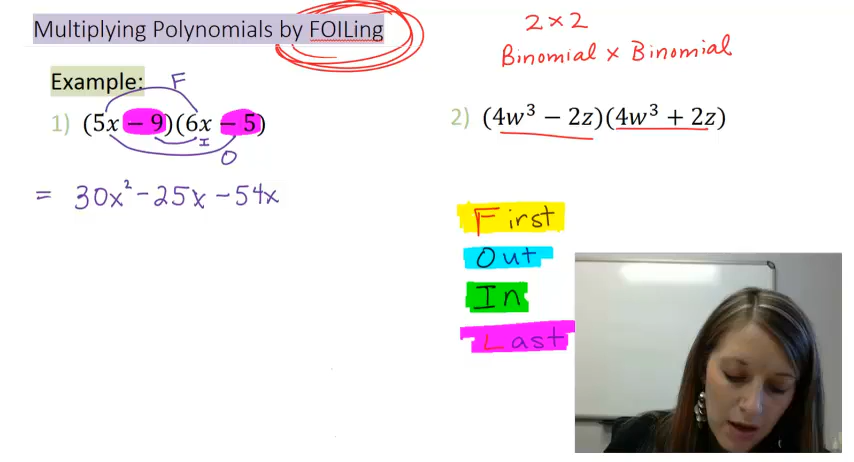 Multiplying Polynomials by FOILing
2 x 2
Binomial x Binomial
Example:
F
1) (5x − 9)(6x − 5)
I
O
= 30x² − 25x − 54x
2) (4w³ − 2z)(4w³ + 2z)
First
Out
In
Last